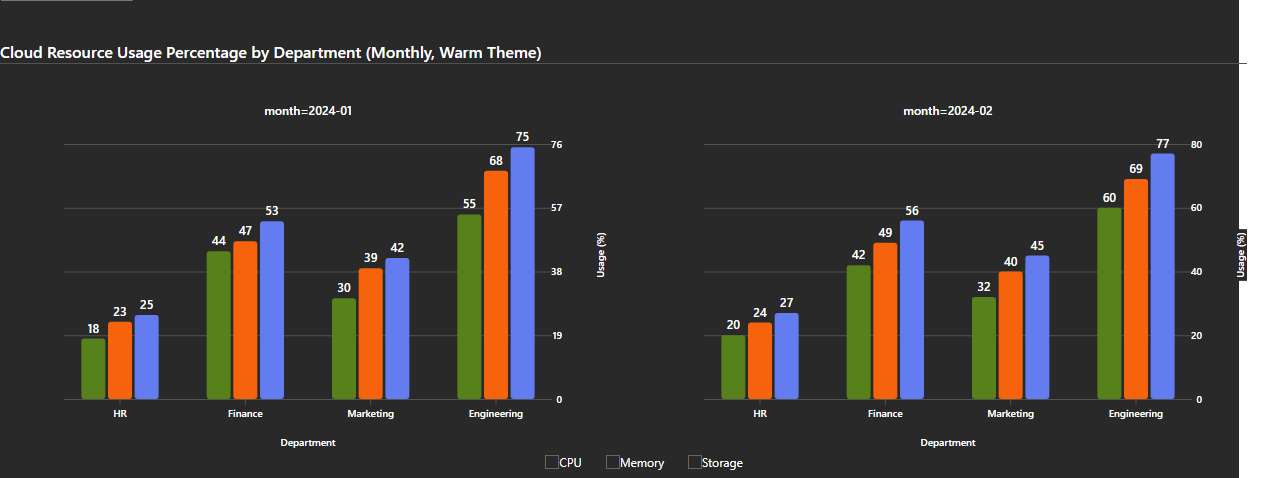 Cloud Resource Usage Percentage by Department (Monthly, Warm Theme)
month=2024-01
76
57
38
19
0
Usage (%)
18
23
25
44
47
53
30
39
42
55
68
75
HR
Finance
Marketing
Engineering
Department
month=2024-02
80
60
40
20
0
Usage (%)
20
24
27
42
49
56
32
40
45
60
69
77
HR
Finance
Marketing
Engineering
Department
CPU
Memory
Storage